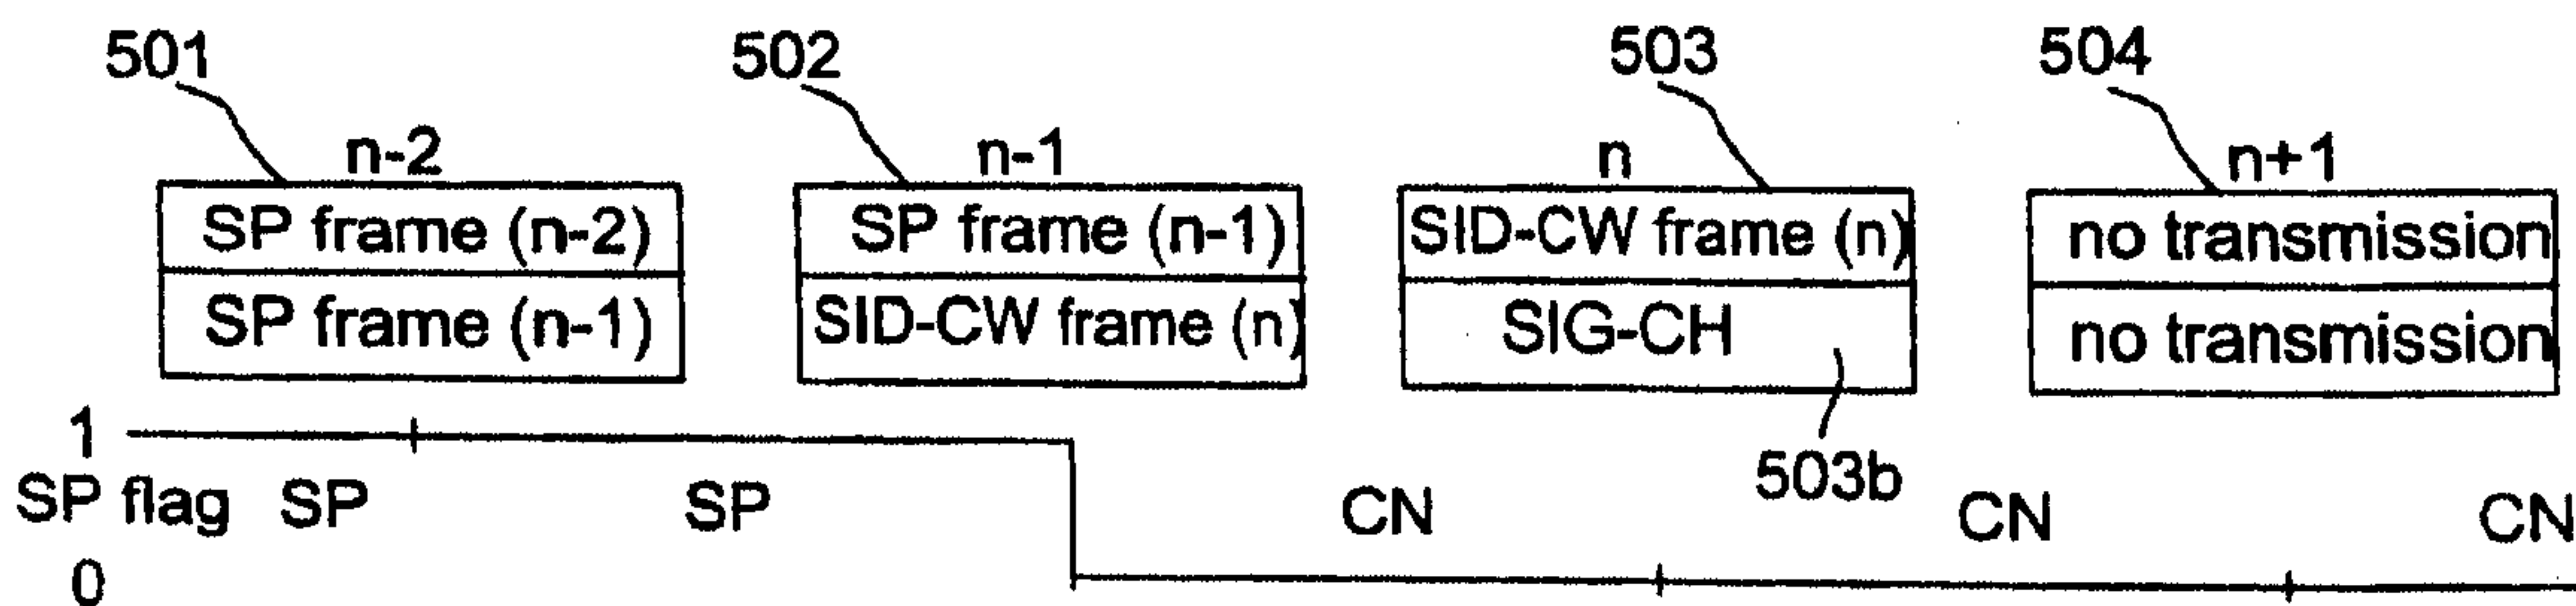 501 502 503 504
n-2 n-1 n n+1
SP frame (n-2) SP frame (n-1) SID-CW frame (n) no transmission
SP frame (n-1) SID-CW frame (n) SIG-CH no transmission
1
503b
SP flag SP SP CN CN CN
0